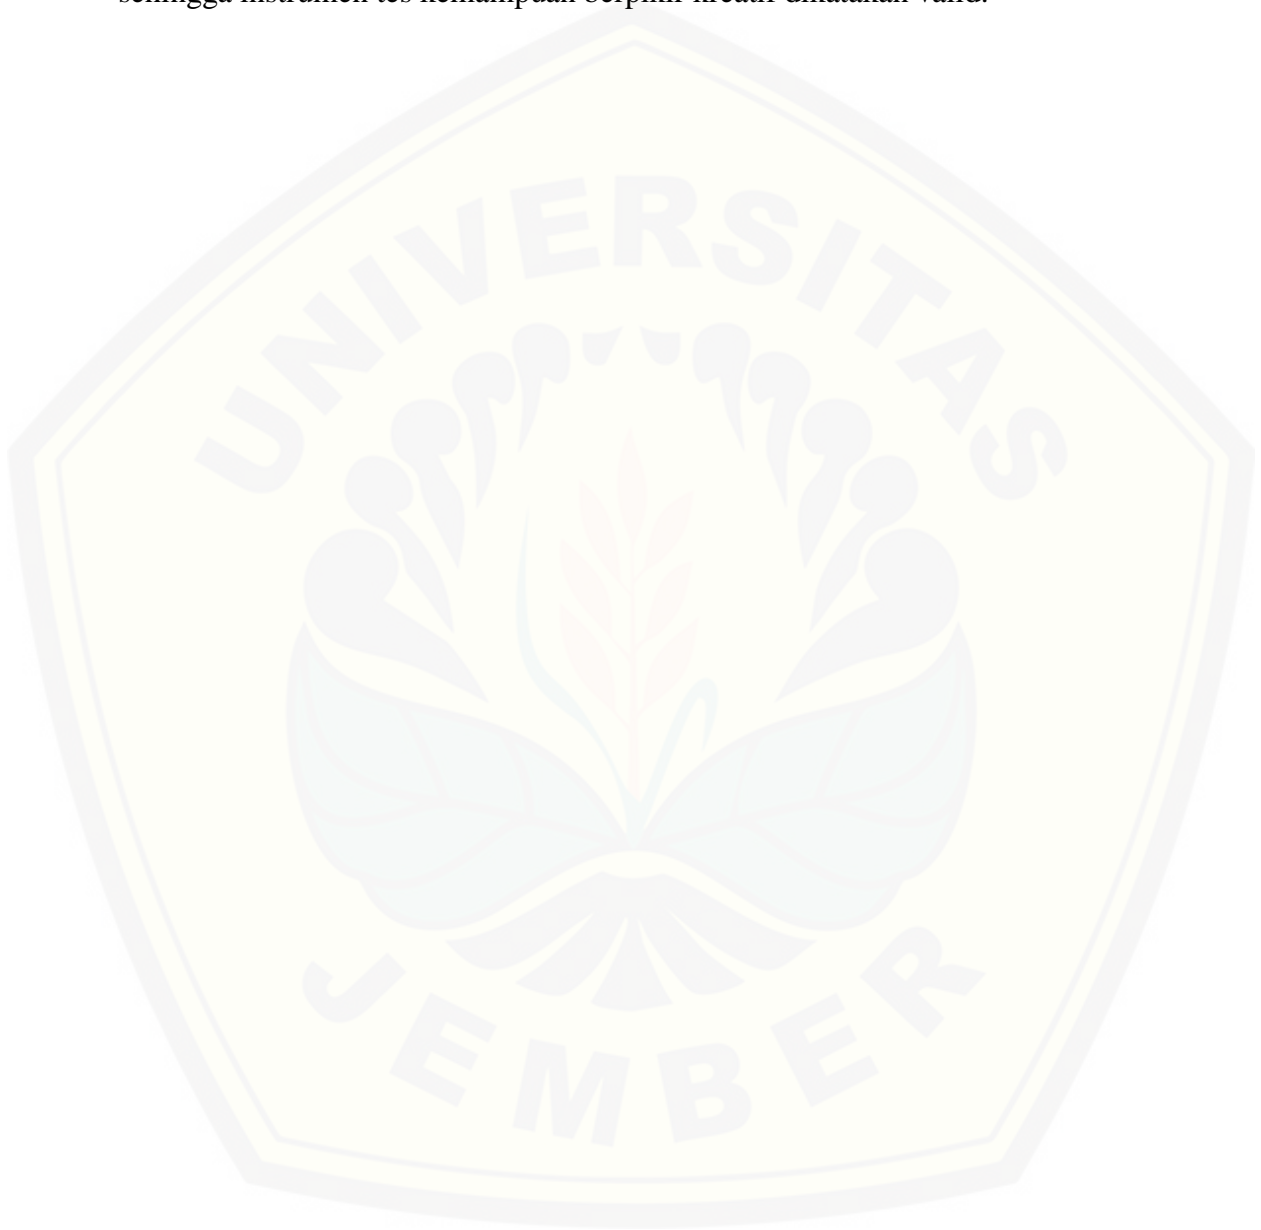 sehingga instrumen tes kemampuan berpikir kreatif dikatakan valid.
UNIVERSITAS
JEMBER